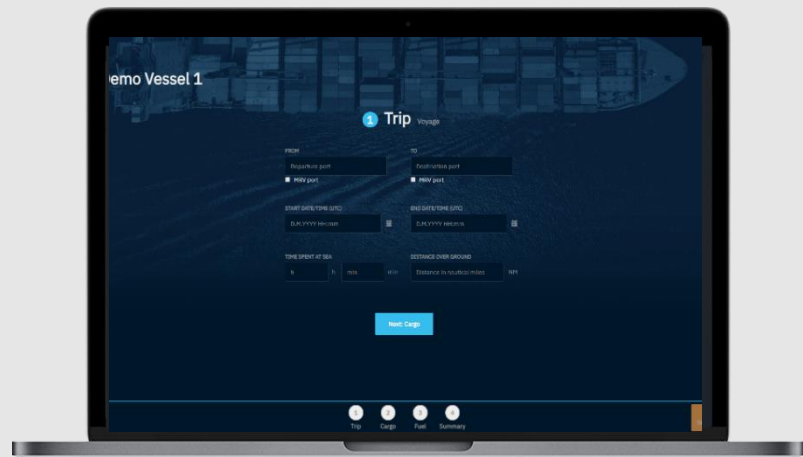 emo Vessel 1
1 Trip Voyage
FROM TO
Departure port Destination port
MRV port MRV port
START DATE/TIME (UTC) END DATE/TIME (UTC)
D.M.YYYY HH:mm D.M.YYYY HH:mm
TIME SPENT AT SEA DISTANCE OVER GROUND
h h min min Distance in nautical miles NM
Next: Cargo
1 2 3 4
Trip Cargo Fuel Summary